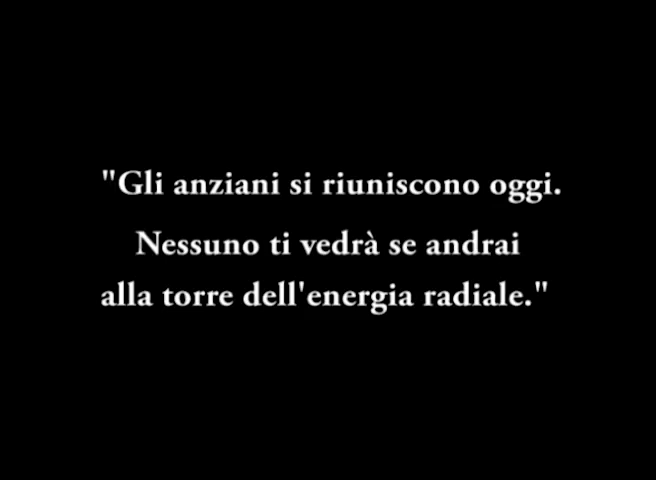 "Gli anziani si riuniscono oggi.
Nessuno ti vedrà se andrai
alla torre dell'energia radiale."